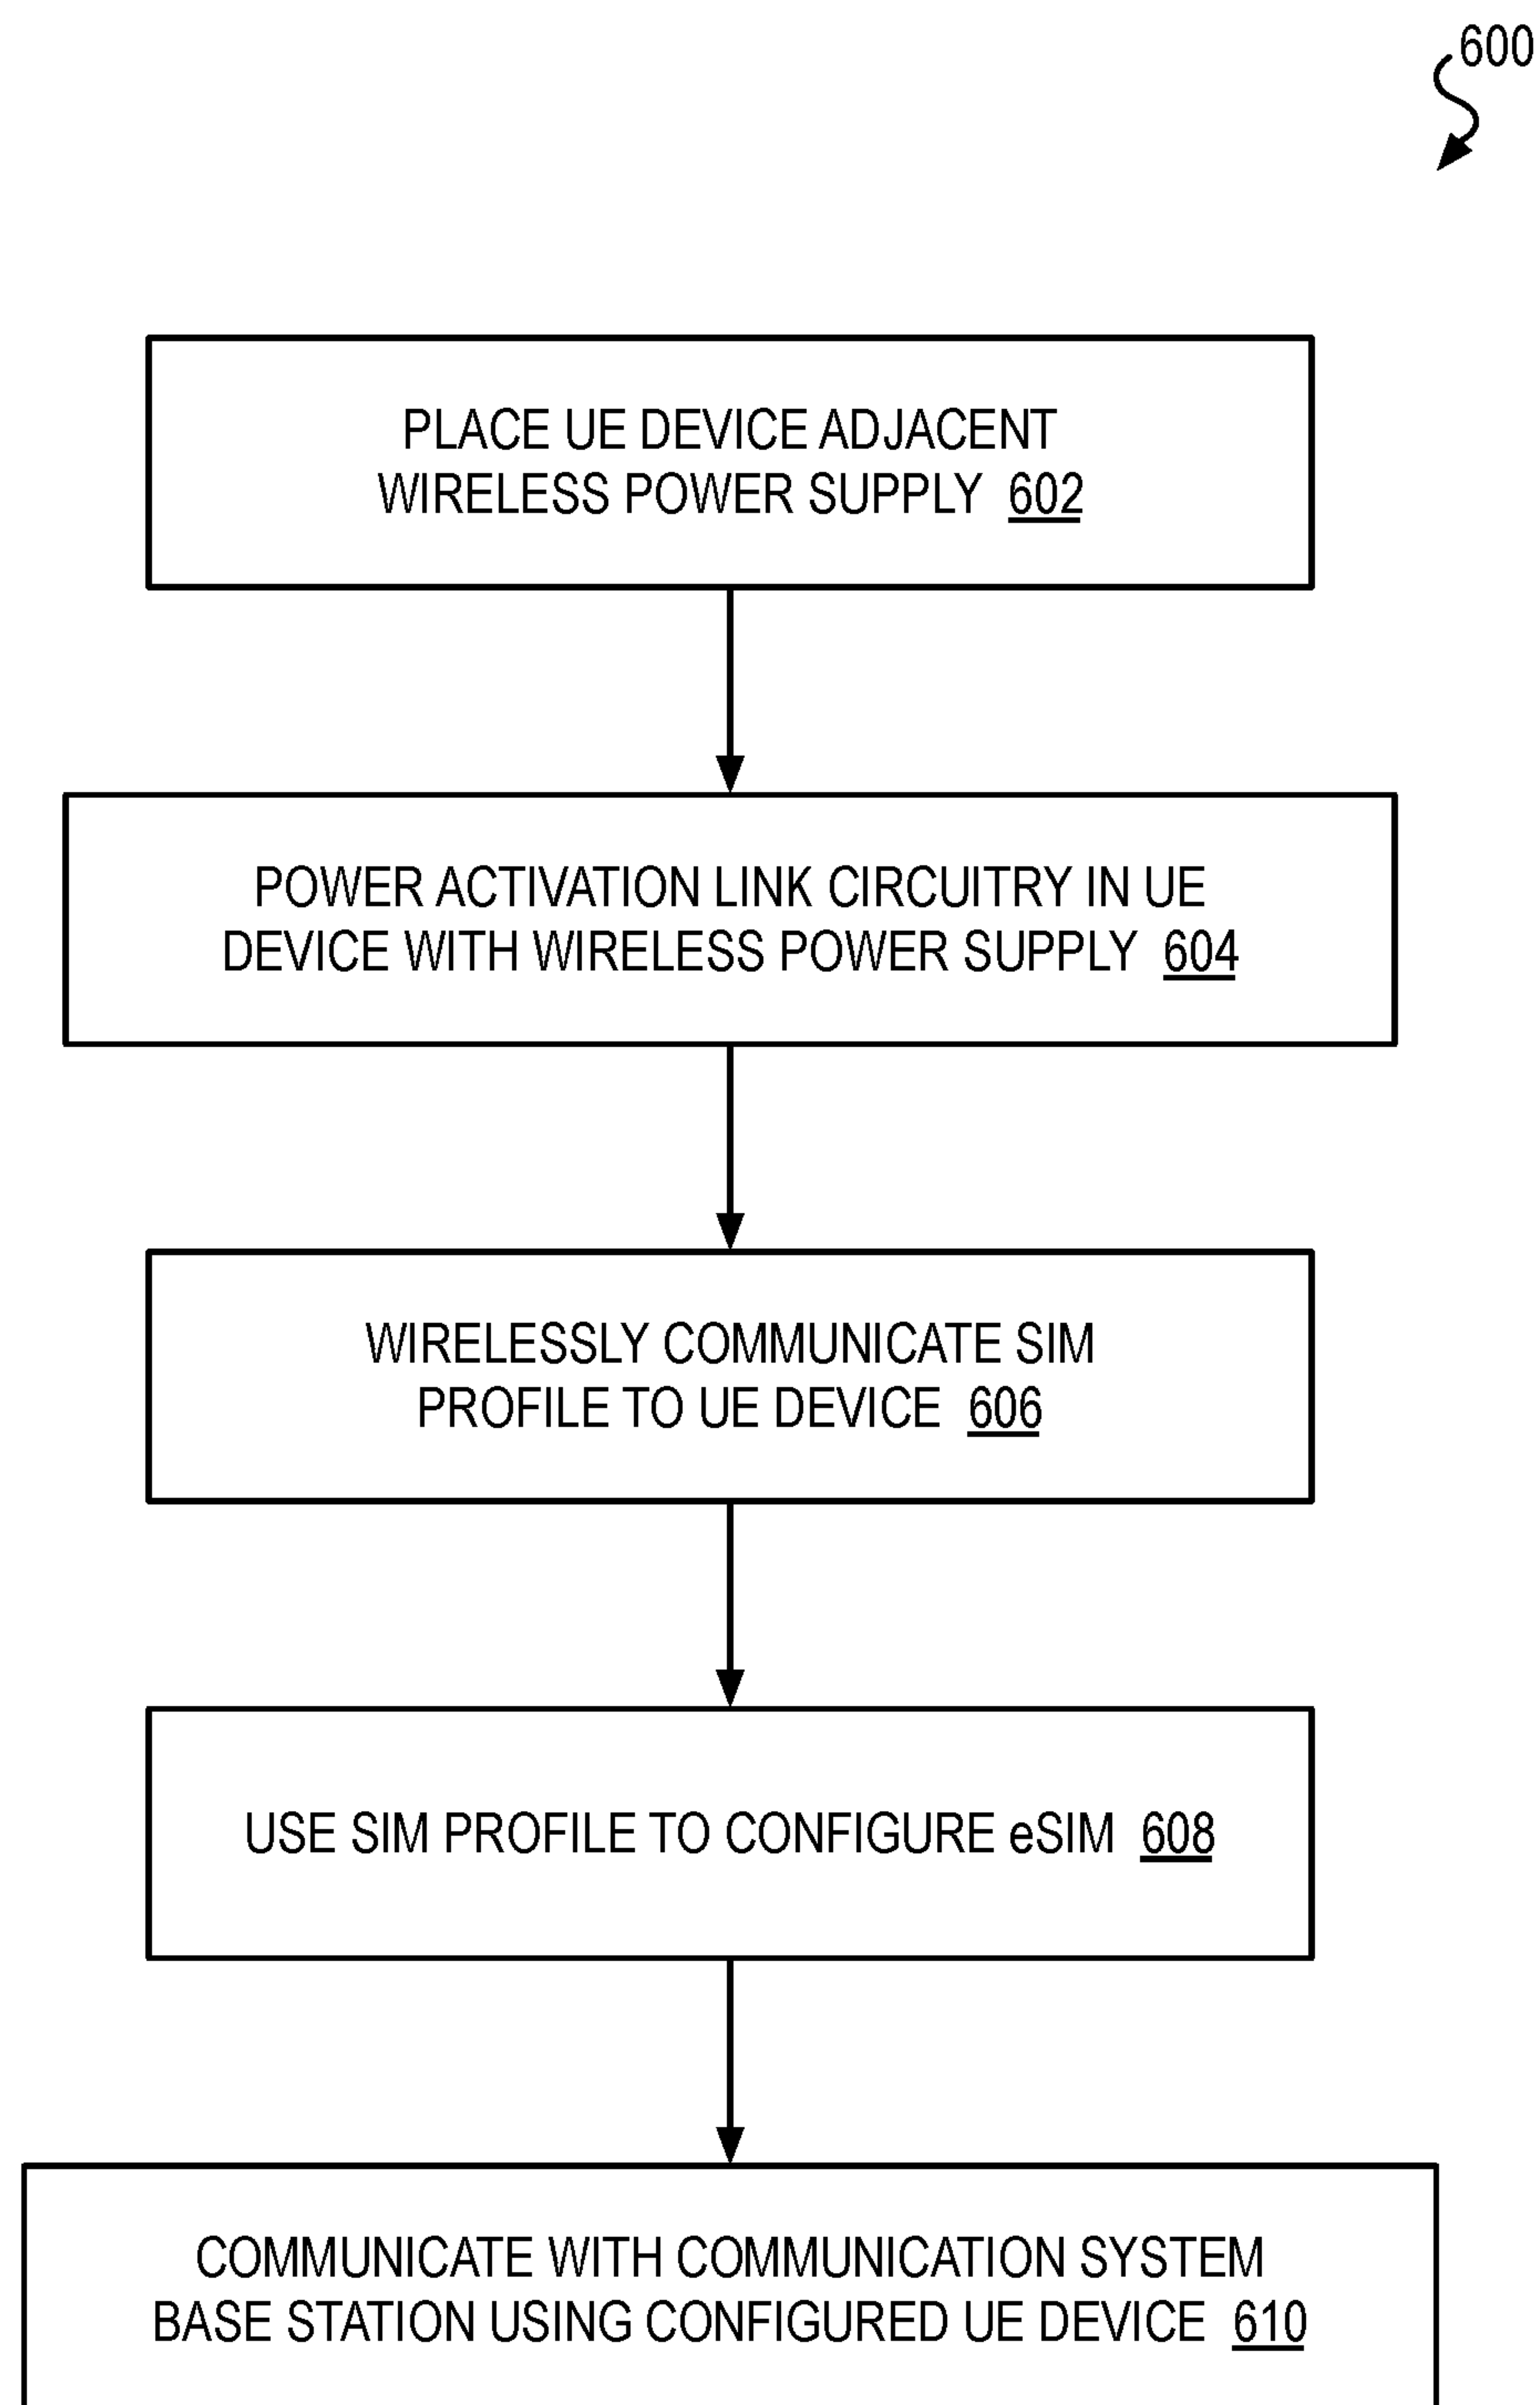 600
PLACE UE DEVICE ADJACENT
WIRELESS POWER SUPPLY 602
POWER ACTIVATION LINK CIRCUITRY IN UE
DEVICE WITH WIRELESS POWER SUPPLY 604
WIRELESSLY COMMUNICATE SIM
PROFILE TO UE DEVICE 606
USE SIM PROFILE TO CONFIGURE eSIM 608
COMMUNICATE WITH COMMUNICATION SYSTEM
BASE STATION USING CONFIGURED UE DEVICE 610